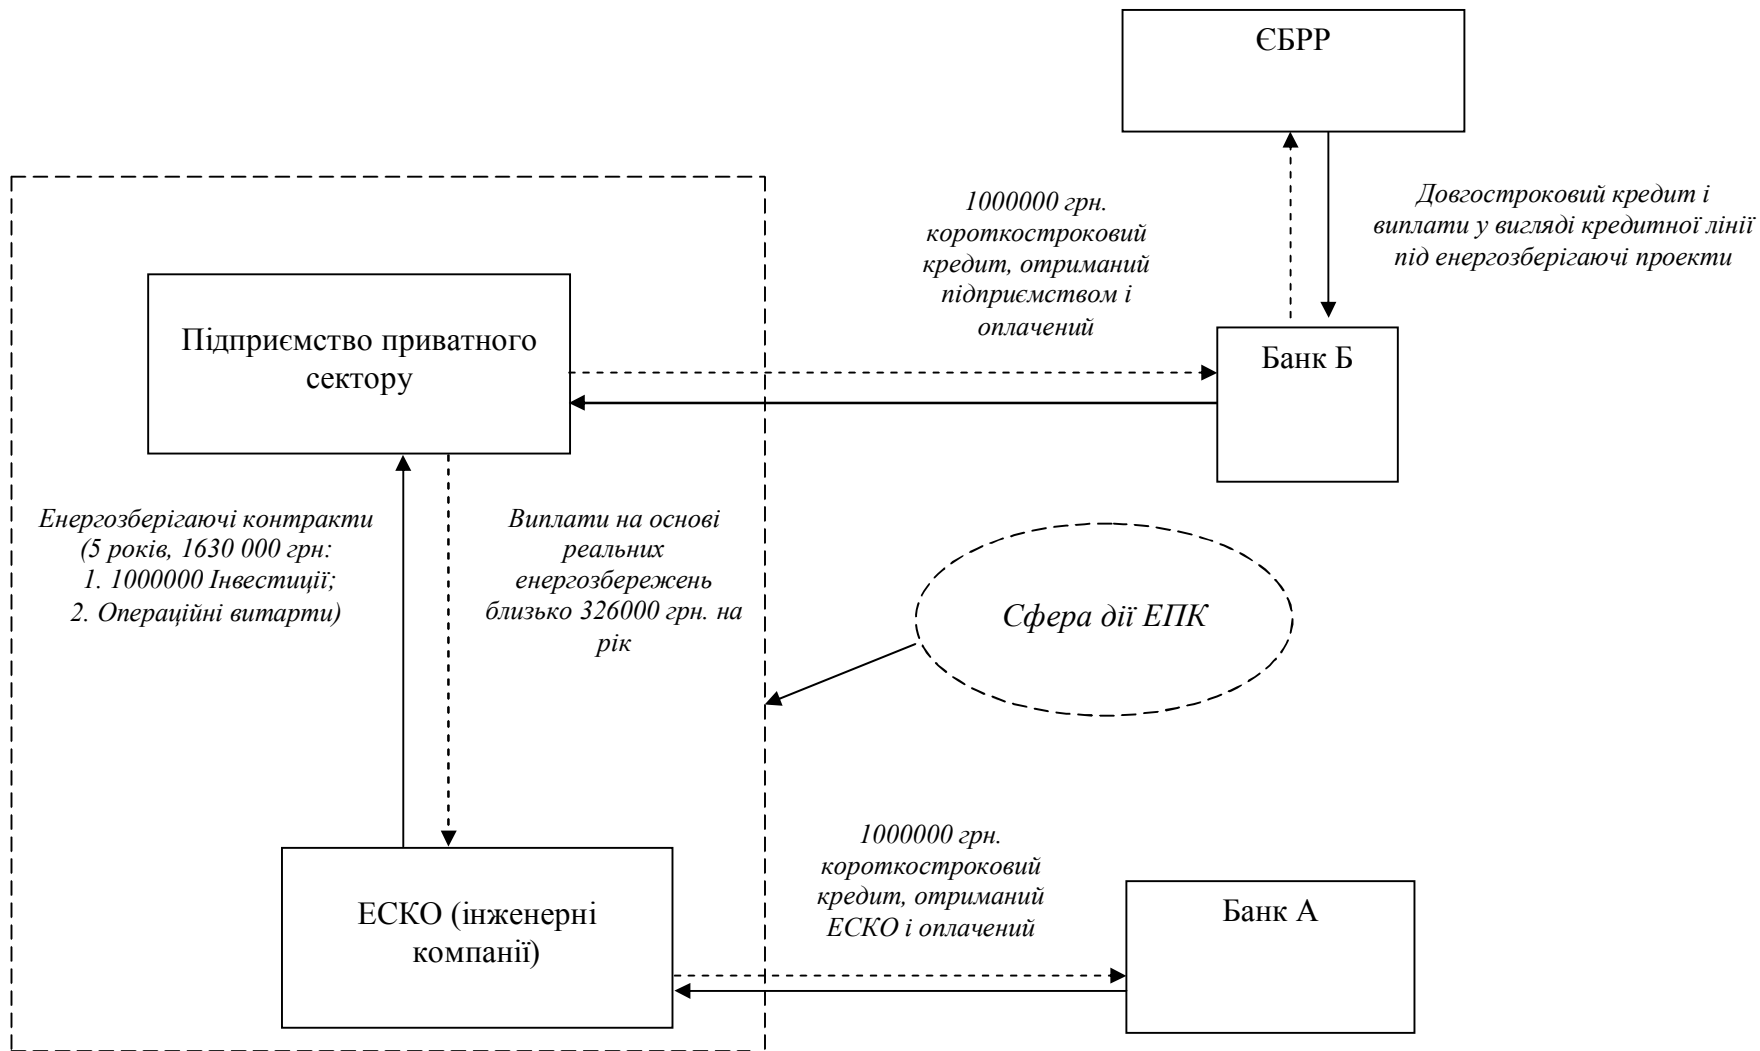 ЄБРР
Довгостроковий кредит і
виплати у вигляді кредитної лінії
під енергозберігаючі проекти
1000000 грн.
короткостроковий
кредит, отриманий
підприємством і
оплачений
Підприємство приватного
сектору
Банк Б
Енергозберігаючі контракти
(5 років, 1630 000 грн:
1. 1000000 Інвестиції;
2. Операційні витарти)
Виплати на основі
реальних
енергозбережень
близько 326000 грн. на
рік
Сфера дії ЕПК
1000000 грн.
короткостроковий
кредит, отриманий
ЕСКО і оплачений
ЕСКО (інженерні
компанії)
Банк А